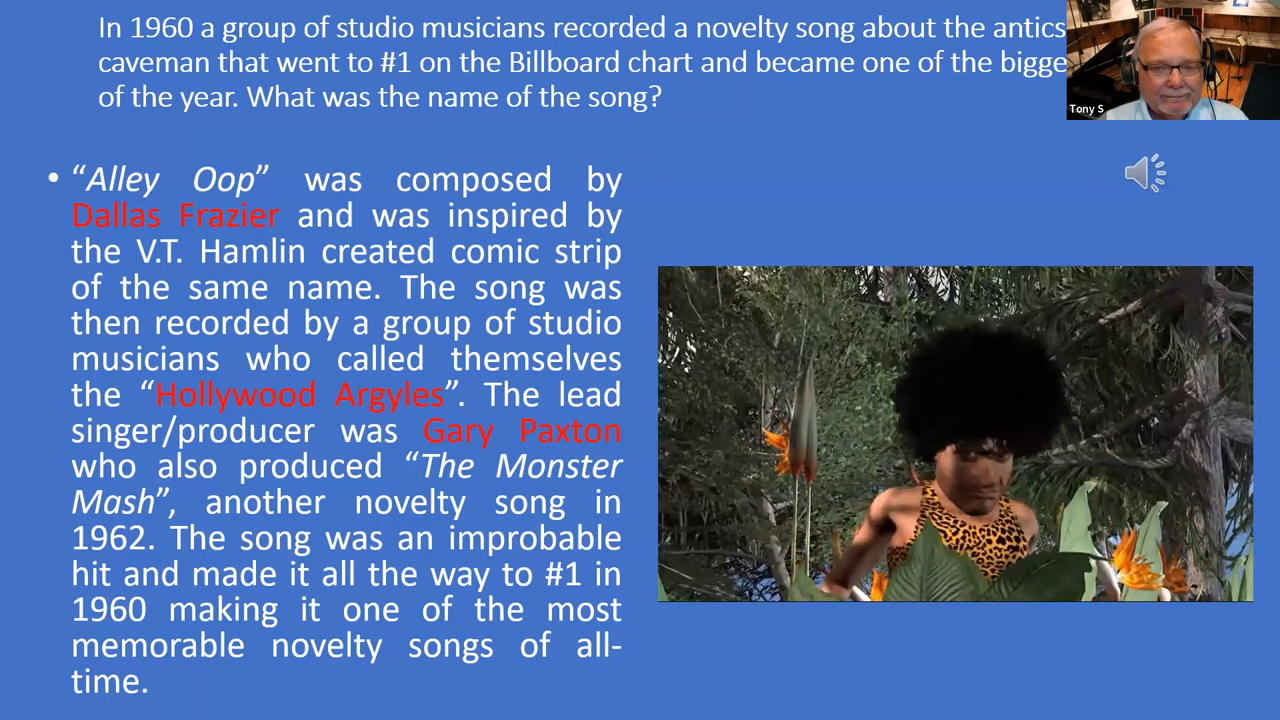 In 1960 a group of studio musicians recorded a novelty song about the antics
caveman that went to #1 on the Billboard chart and became one of the bigge
of the year. What was the name of the song?
Tony S
• “Alley Oop” was composed by
Dallas Frazier and was inspired by
the V.T. Hamlin created comic strip
of the same name. The song was
then recorded by a group of studio
musicians who called themselves
the “Hollywood Argyles”. The lead
singer/producer was Gary Paxton
who also produced “The Monster
Mash”, another novelty song in
1962. The song was an improbable
hit and made it all the way to #1 in
1960 making it one of the most
memorable novelty songs of all-
time.